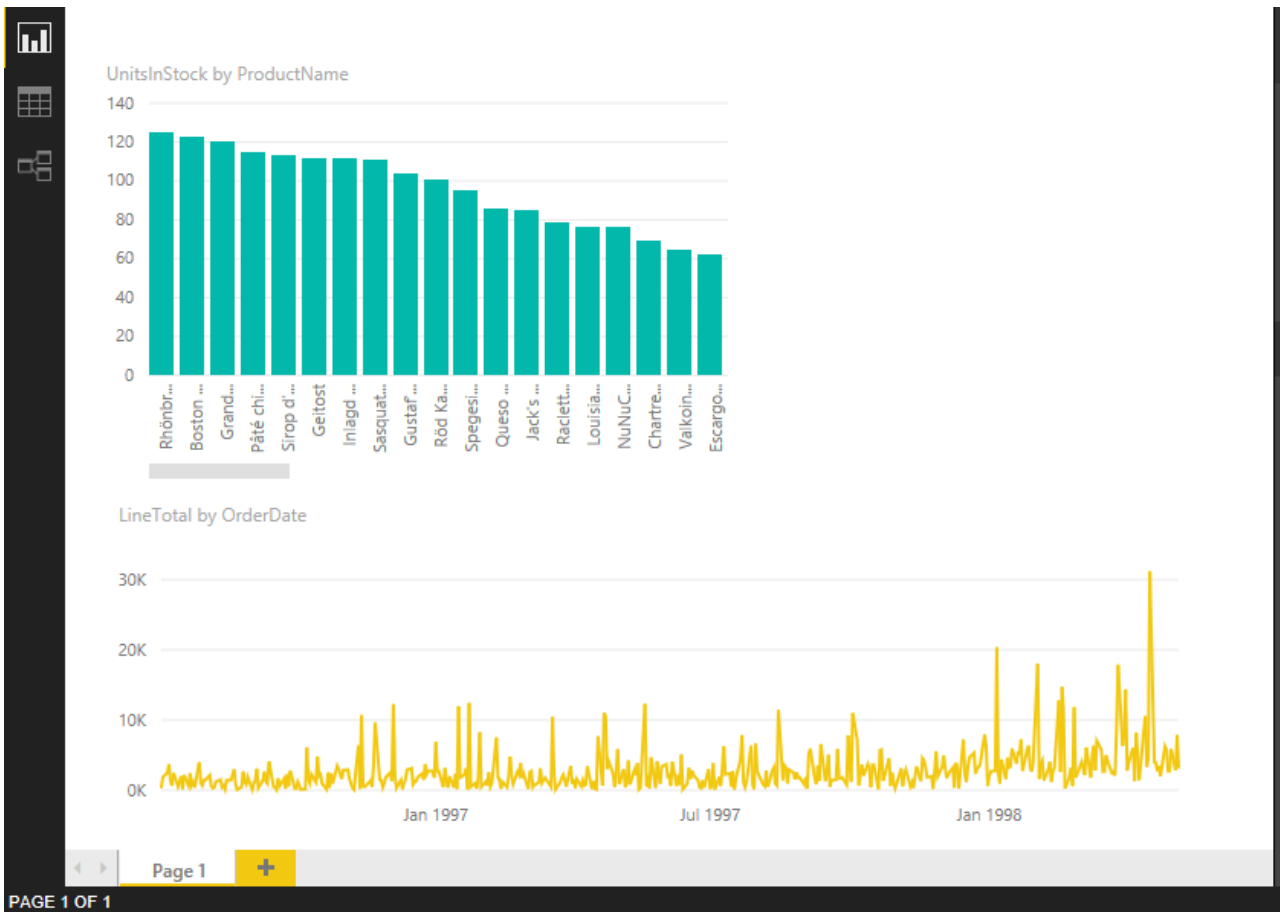 UnitsInStock by ProductName
140
120
100
80
60
40
20
0
Rhönbr...
Boston ...
Grand...
Pâté chi...
Sirop d'...
Geitost
Inlagd ...
Sasquat...
Gustaf'...
Röd Ka...
Spegesi...
Queso ...
Jack's ...
Raclett...
Louisia...
NuNuC...
Chartre...
Valkoin...
Escargo...
LineTotal by OrderDate
30K
20K
10K
0K
Jan 1997 Jul 1997 Jan 1998
Page 1
PAGE 1 OF 1